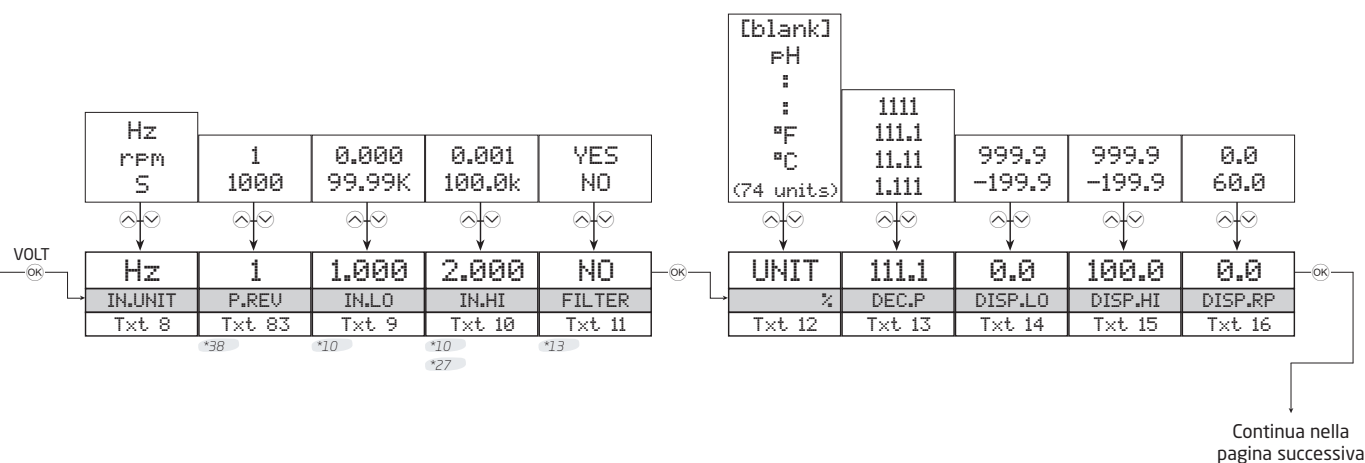 VOLT
OK
Hz
rpm
S
1
1000
0.000
99.99K
0.001
100.0k
YES
NO
Hz
1
1.000
2.000
NO
IN.UNIT
P.REV
IN.LO
IN.HI
FILTER
Txt 8
Txt 83
Txt 9
Txt 10
Txt 11
*38
*10
*10
*13
*27
OK
[blank]
pH
:
:
°F
°C
(74 units)
1111
111.1
11.11
1.111
999.9
-199.9
999.9
-199.9
0.0
60.0
UNIT
111.1
0.0
100.0
0.0
%
DEC.P
DISP.LO
DISP.HI
DISP.RP
Txt 12
Txt 13
Txt 14
Txt 15
Txt 16
OK
Continua nella
pagina successiva